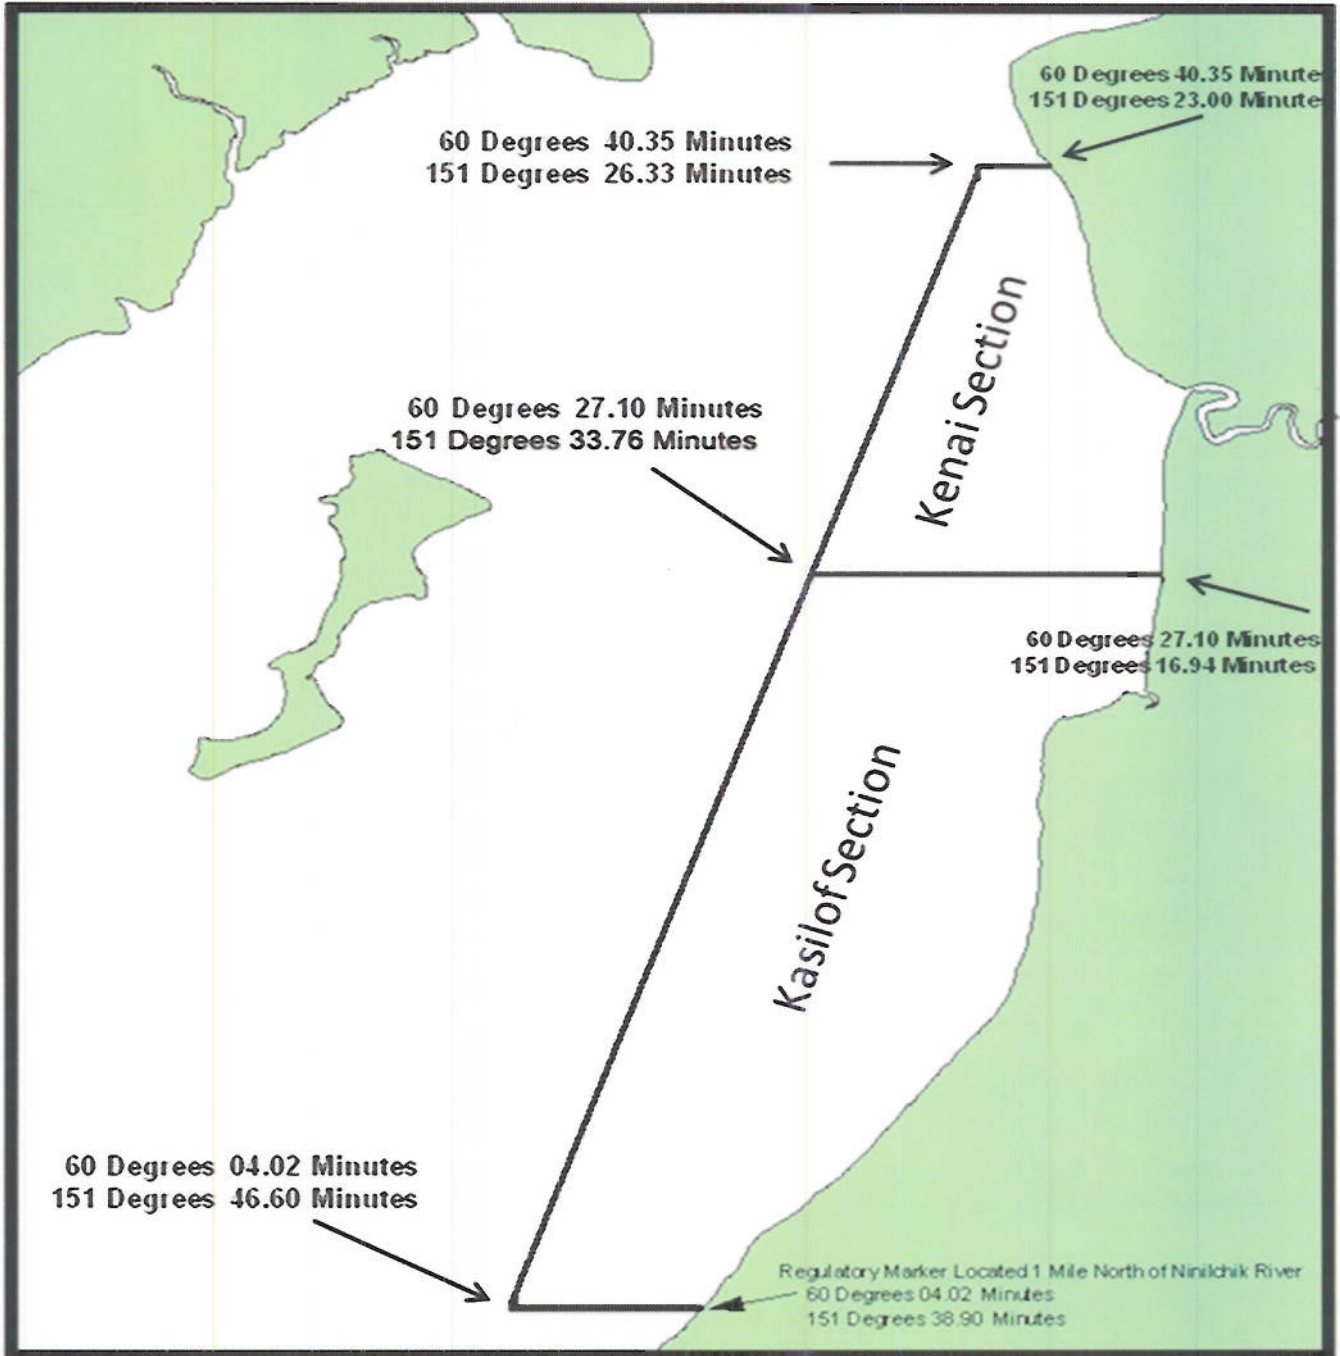 60 Degrees 40.35 Minute
151 Degrees 23.00 Minute
60 Degrees 40.35 Minutes
151 Degrees 26.33 Minutes
Kenai Section
60 Degrees 27.10 Minutes
151 Degrees 33.76 Minutes
60 Degrees 27.10 Minutes
151 Degrees 16.94 Minutes
Kasilof Section
60 Degrees 04.02 Minutes
151 Degrees 46.60 Minutes
Regulatory Marker Located 1 Mile North of Ninilchik River
60 Degrees 04.02 Minutes
151 Degrees 38.90 Minutes